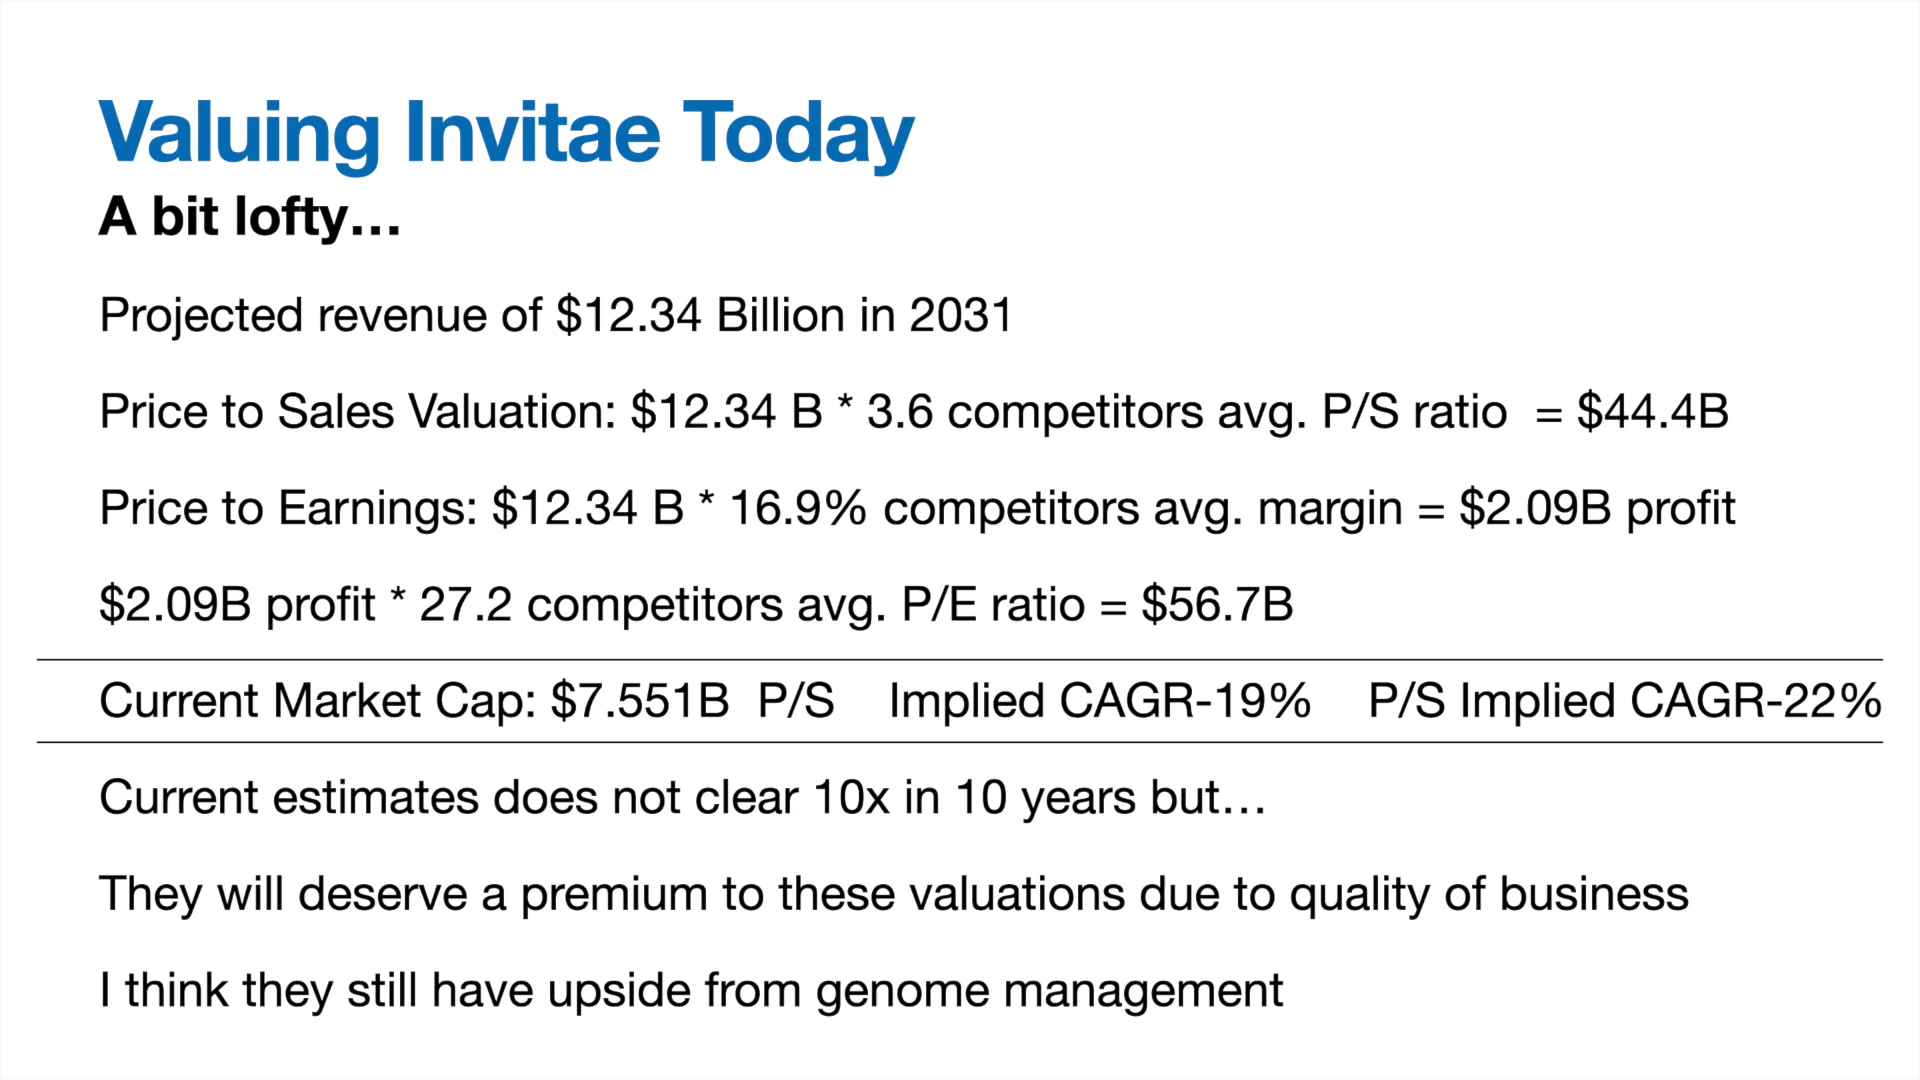 Valuing Invitae Today
A bit lofty…
Projected revenue of $12.34 Billion in 2031
Price to Sales Valuation: $12.34 B * 3.6 competitors avg. P/S ratio  = $44.4B
Price to Earnings: $12.34 B * 16.9% competitors avg. margin = $2.09B profit
$2.09B profit * 27.2 competitors avg. P/E ratio = $56.7B
Current Market Cap: $7.551B  P/S    Implied CAGR-19%    P/S Implied CAGR-22%
Current estimates does not clear 10x in 10 years but…
They will deserve a premium to these valuations due to quality of business
I think they still have upside from genome management